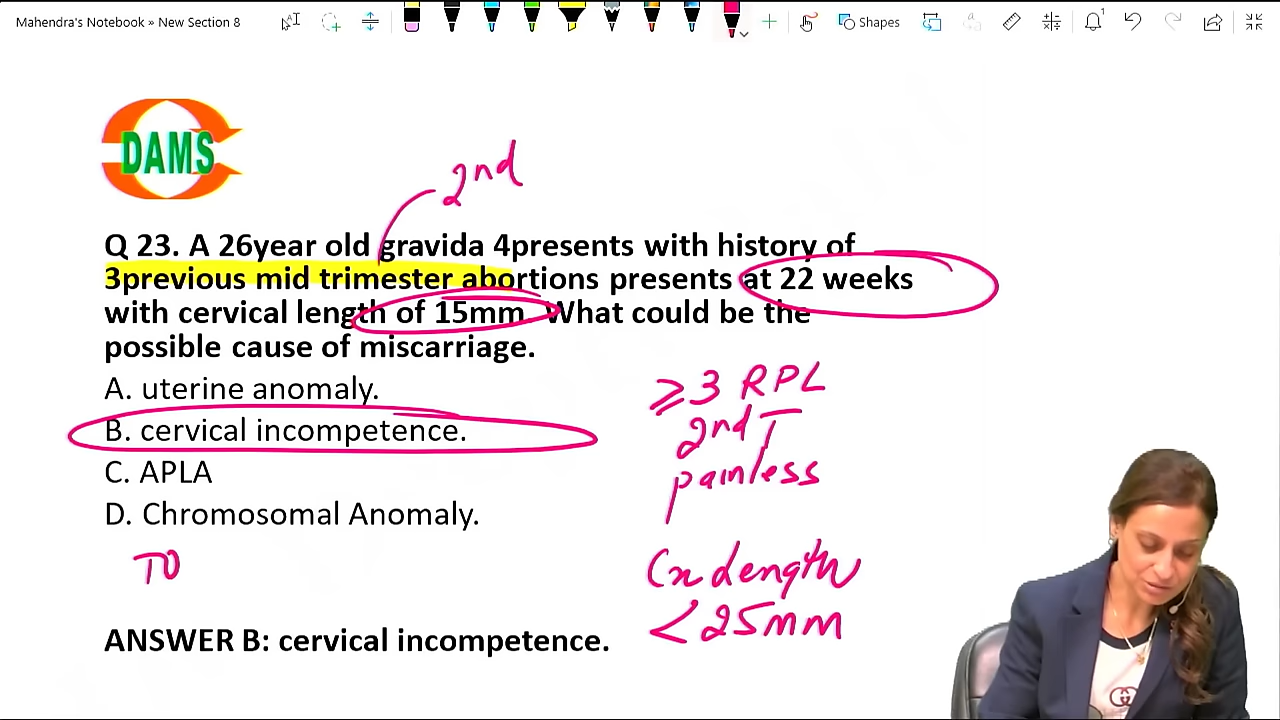 Mahendra's Notebook » New Section 8
Shapes
1
DAMS
2nd
Q 23. A 26year old gravida 4presents with history of
3previous mid trimester abortions presents at 22 weeks
with cervical length of 15mm. What could be the
possible cause of miscarriage.
A. uterine anomaly.
B. cervical incompetence.
C. APLA
D. Chromosomal Anomaly.
≥3 RPL
2nd T
painless
TO
Cx length
<25mm
ANSWER B: cervical incompetence.